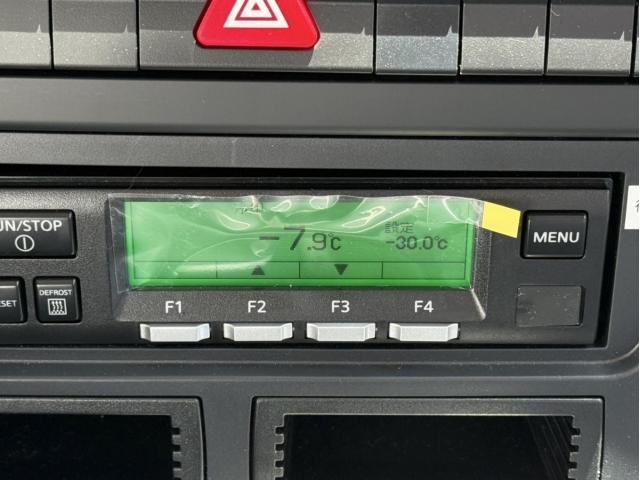 UN/STOP
設定
-7.9℃
-30.0℃
MENU
ESET
DEFROST
▲
▼
F1
F2
F3
F4